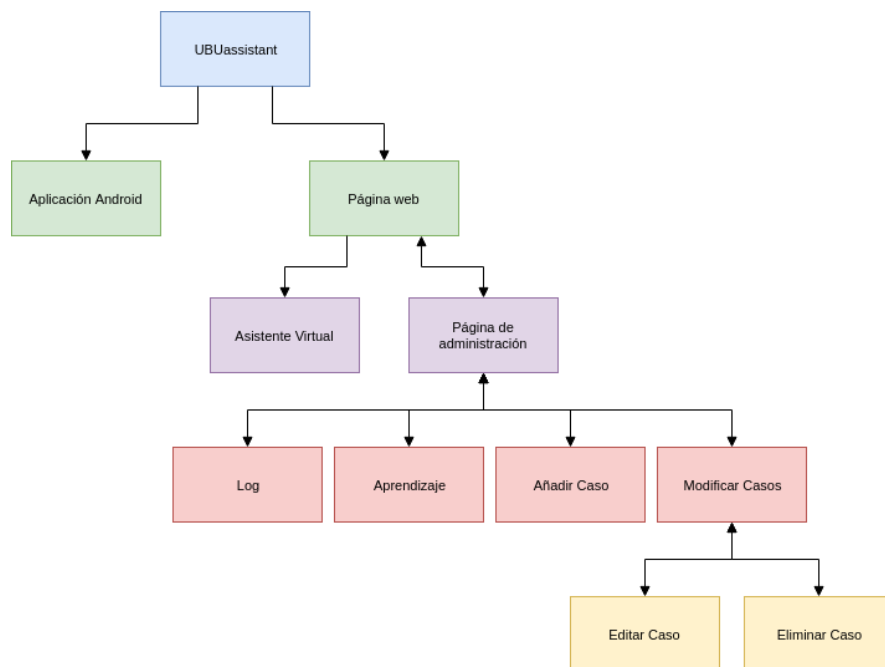 UBUassistant
Aplicación Android
Página web
Asistente Virtual
Página de
administración
Log
Aprendizaje
Añadir Caso
Modificar Casos
Editar Caso
Eliminar Caso